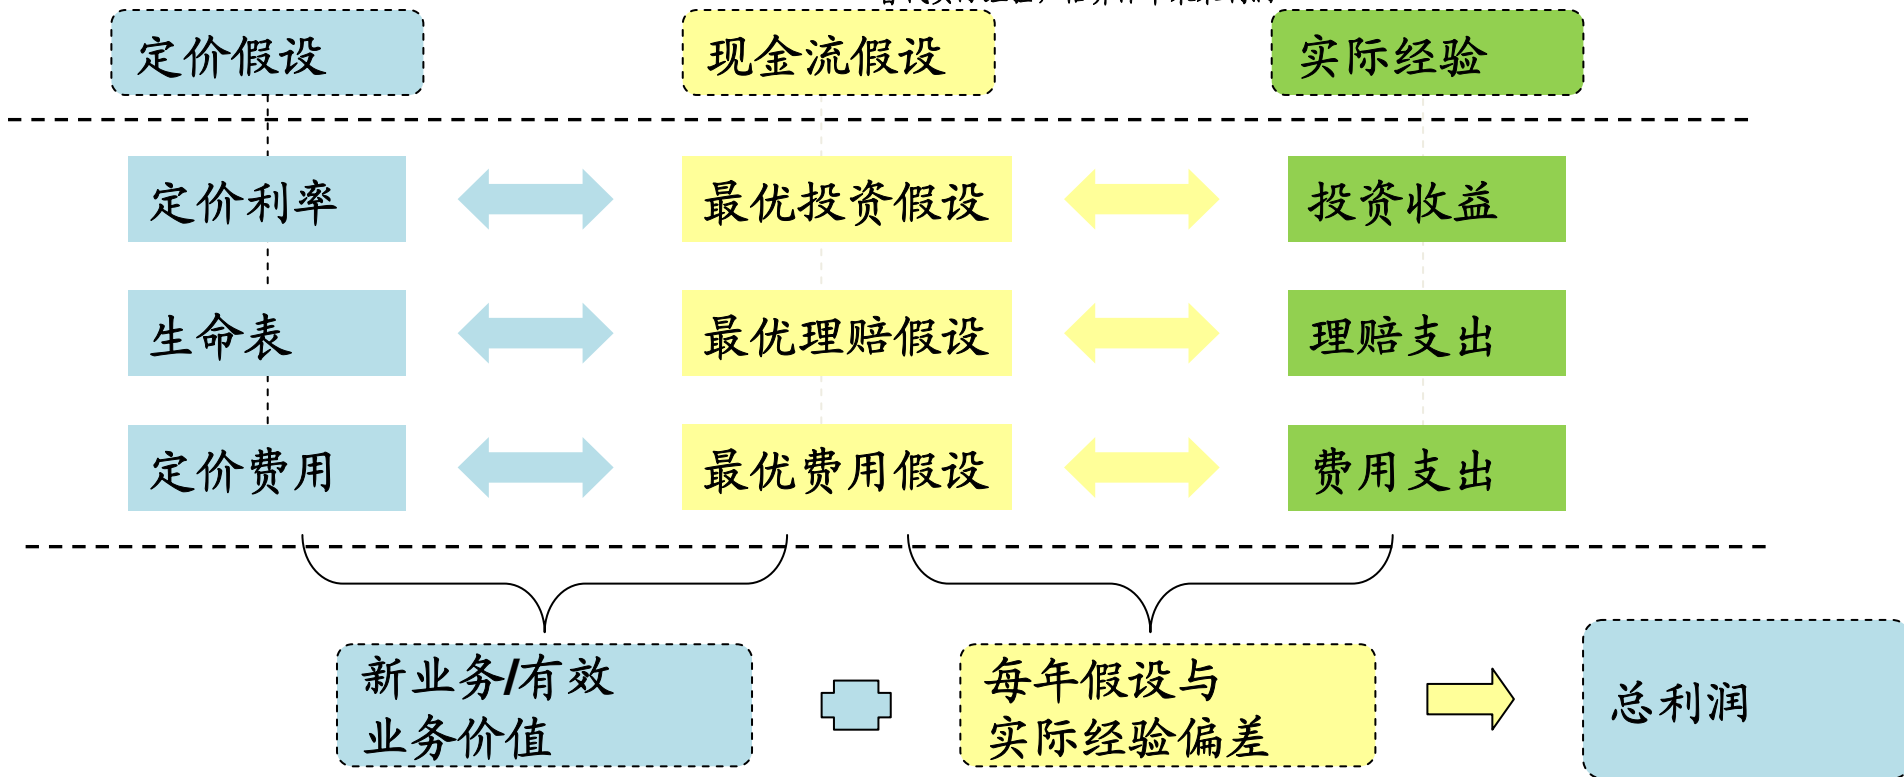 定价假设
现金流假设
实际经验
定价利率
最优投资假设
投资收益
生命表
最优理赔假设
理赔支出
定价费用
最优费用假设
费用支出
新业务/有效
业务价值
每年假设与
实际经验偏差
总利润